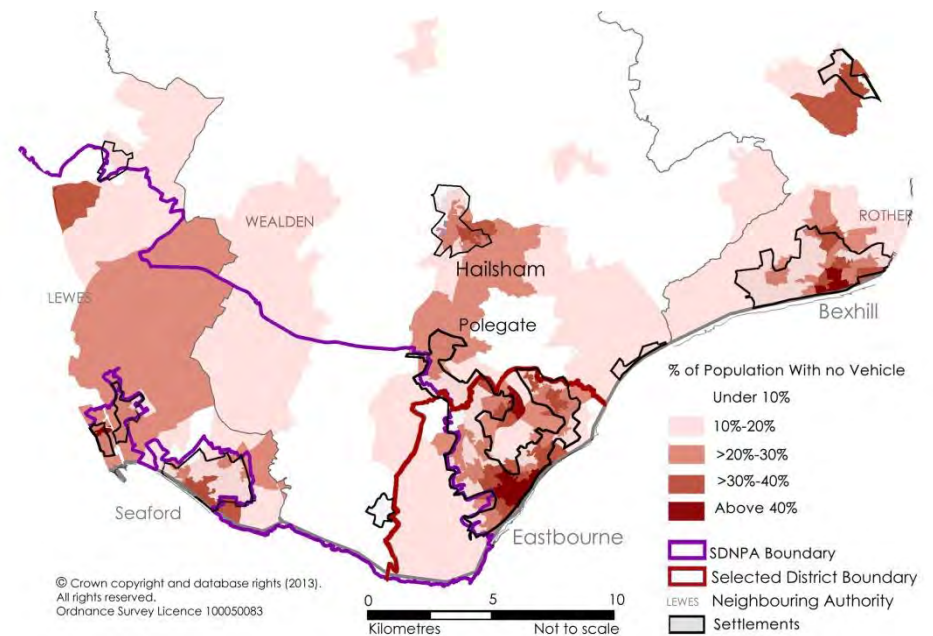 WEALDEN
ROTHER
LEWES
Hailsham
Polegate
Bexhill
Seaford
Eastbourne
% of Population With no Vehicle
Under 10%
10%-20%
>20%-30%
>30%-40%
Above 40%
SDNPA Boundary
Selected District Boundary
LEWES Neighbouring Authority
Settlements
© Crown copyright and database rights (2013).
All rights reserved.
Ordnance Survey Licence 100050083
0 5 10
Kilometres Not to scale